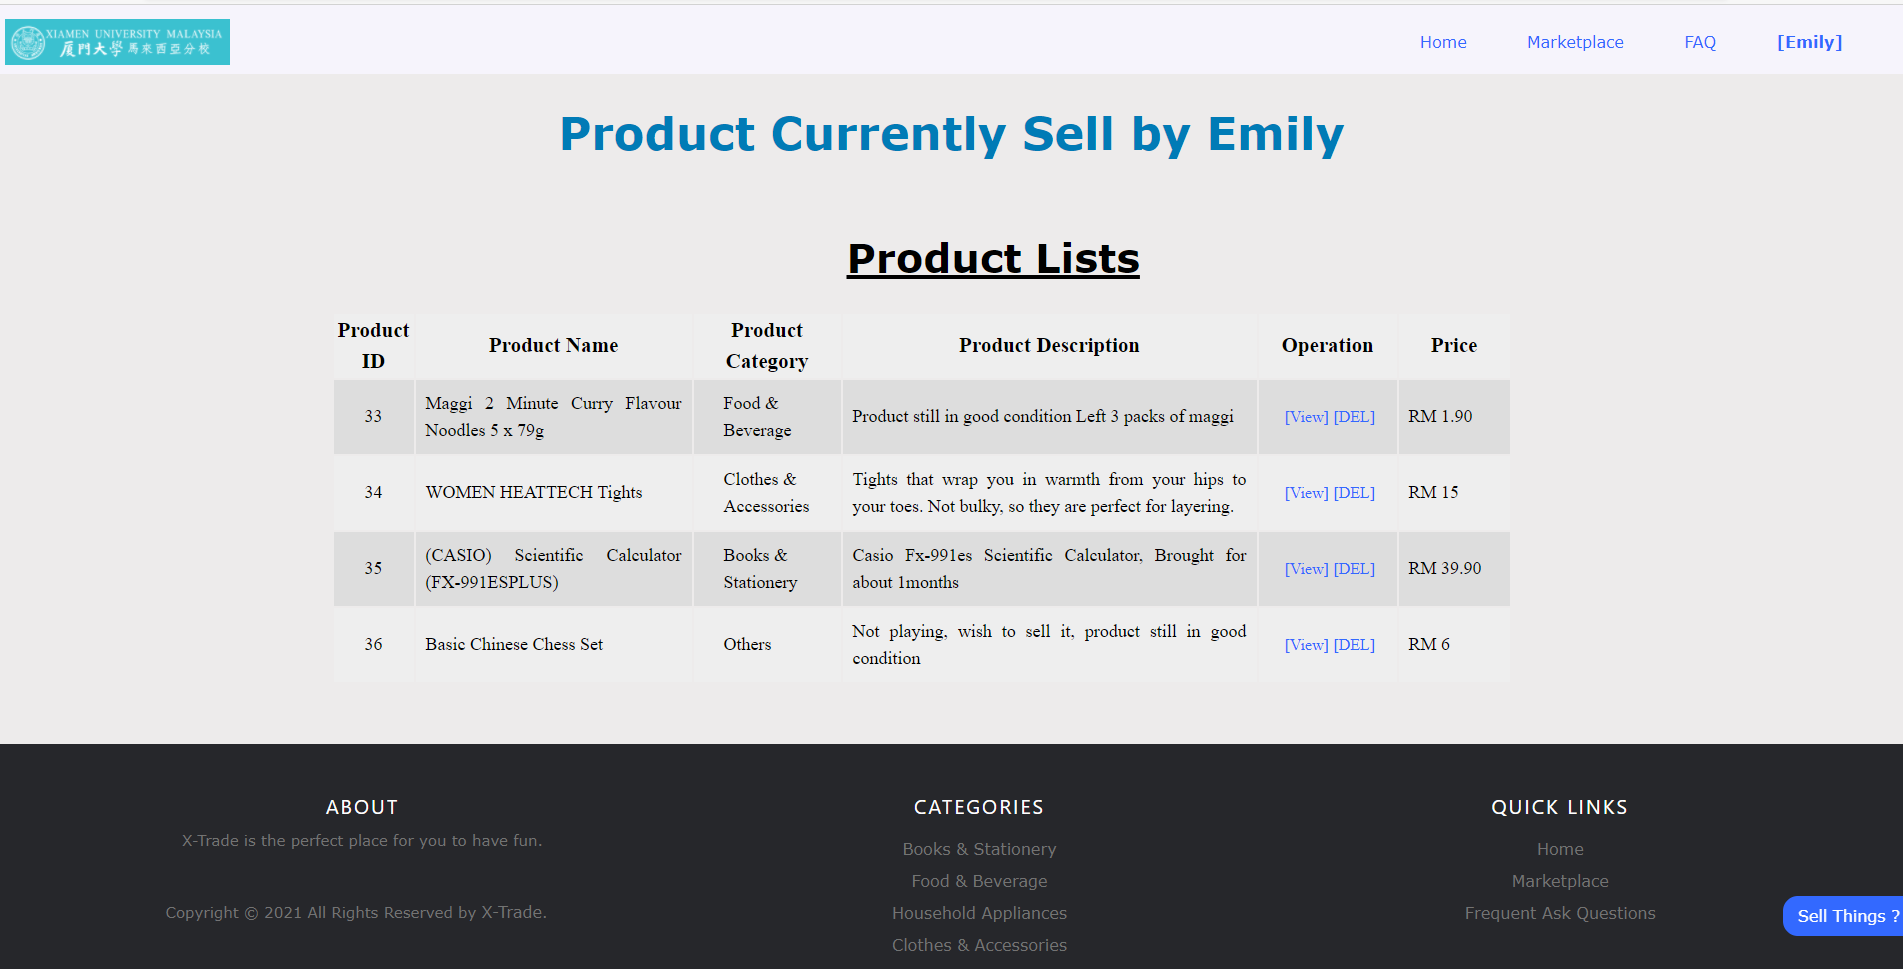 XIAMEN UNIVERSITY MALAYSIA
厦門大學 馬來西亞分校
Home Marketplace FAQ [Emily]
Product Currently Sell by Emily
Product Lists
Product ID Product Name Product Category Product Description Operation Price
33 Maggi 2 Minute Curry Flavour Noodles 5 x 79g Food & Beverage Product still in good condition Left 3 packs of maggi [View] [DEL] RM 1.90
34 WOMEN HEATTECH Tights Clothes & Accessories Tights that wrap you in warmth from your hips to your toes. Not bulky, so they are perfect for layering. [View] [DEL] RM 15
35 (CASIO) Scientific Calculator (FX-991ESPLUS) Books & Stationery Casio Fx-991es Scientific Calculator, Brought for about 1months [View] [DEL] RM 39.90
36 Basic Chinese Chess Set Others Not playing, wish to sell it, product still in good condition [View] [DEL] RM 6
ABOUT
X-Trade is the perfect place for you to have fun.
Copyright © 2021 All Rights Reserved by X-Trade.
CATEGORIES
Books & Stationery
Food & Beverage
Household Appliances
Clothes & Accessories
QUICK LINKS
Home
Marketplace
Frequent Ask Questions
Sell Things ?